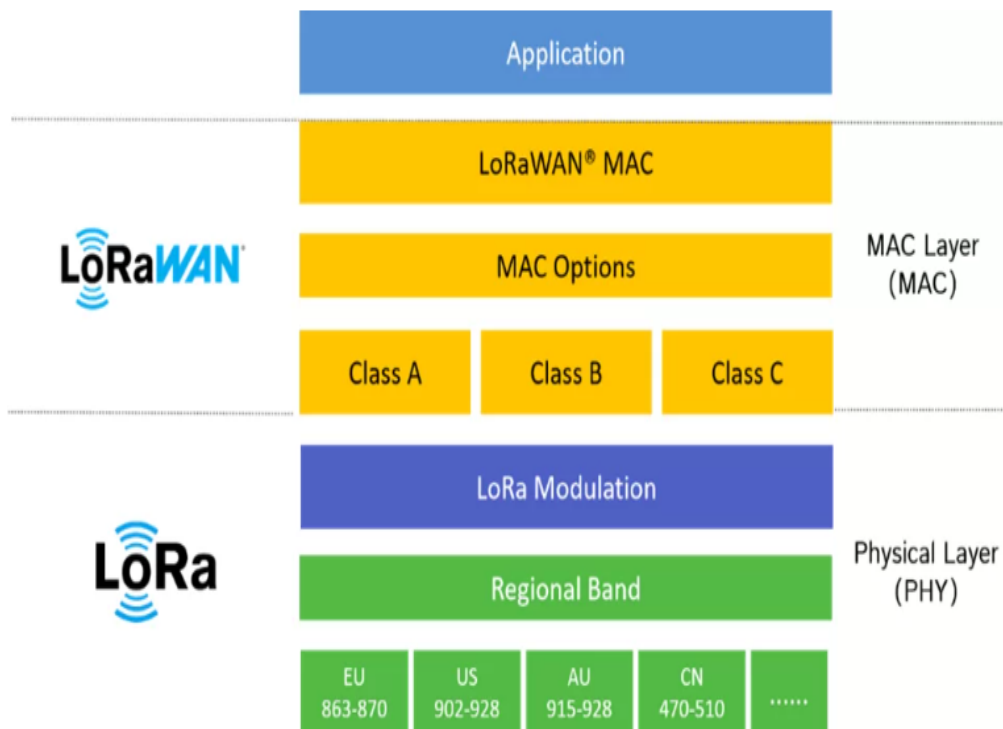 Application
LoRaWAN® MAC
LoRaWAN®
MAC Options
MAC Layer
(MAC)
Class A
Class B
Class C
LoRa Modulation
LoRa
Regional Band
Physical Layer
(PHY)
EU
863-870
US
902-928
AU
915-928
CN
470-510
......